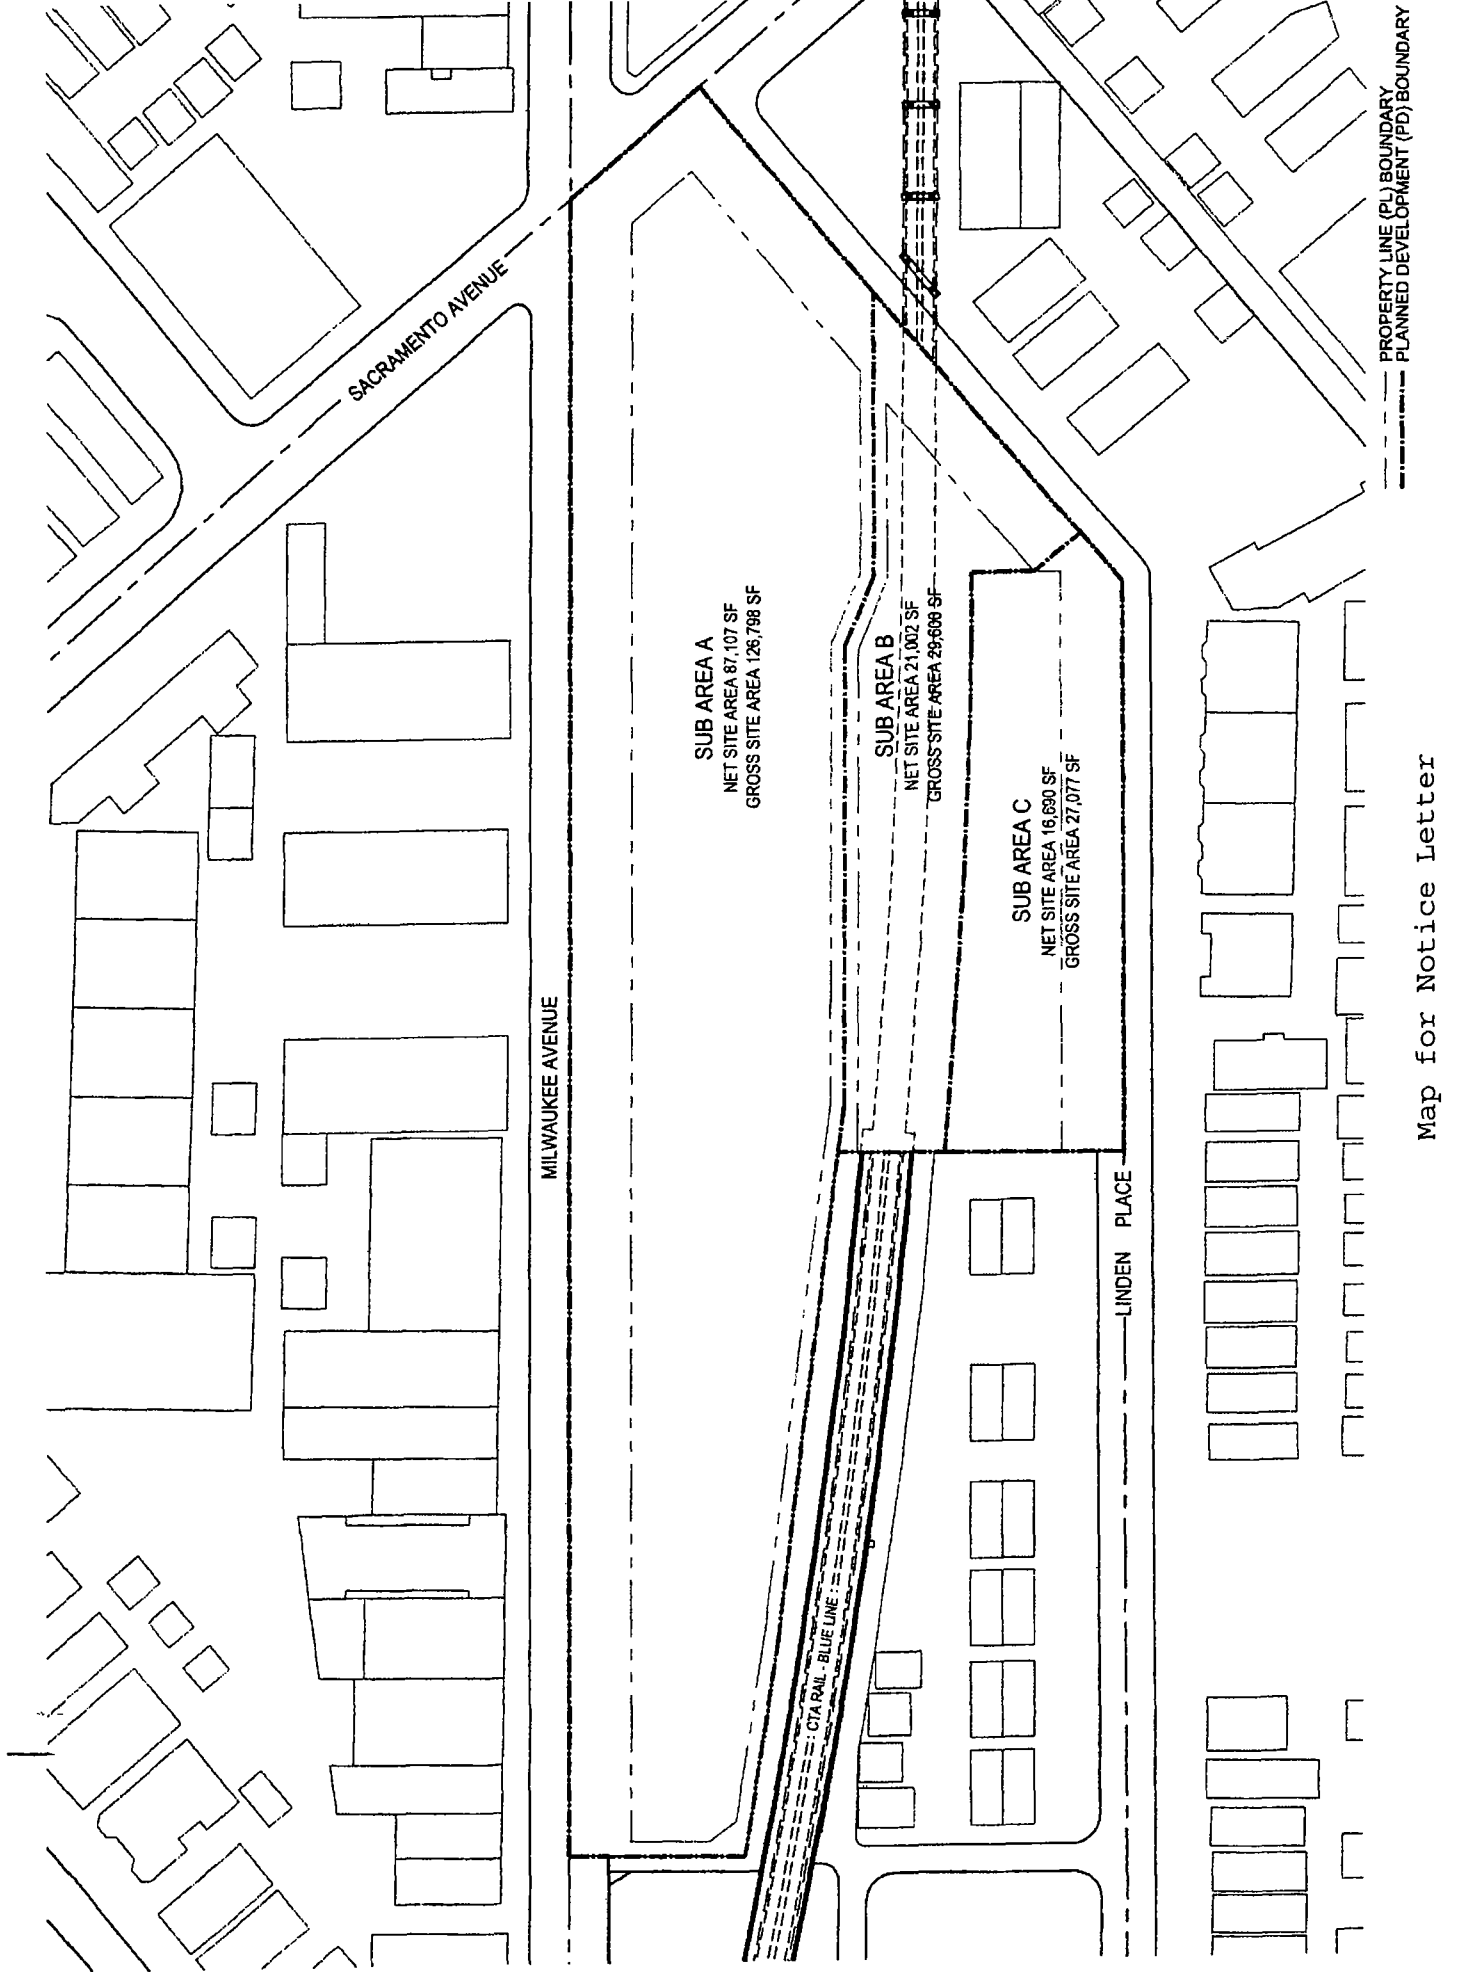 SACRAMENTO AVENUE
MILWAUKEE AVENUE
SUB AREA A
NET SITE AREA 87,107 SF
GROSS SITE AREA 126,798 SF
SUB AREA B
NET SITE AREA 21,002 SF
GROSS SITE AREA 29,608 SF
SUB AREA C
NET SITE AREA 16,690 SF
GROSS SITE AREA 27,077 SF
CTA RAIL - BLUE LINE
LINDEN PLACE
PROPERTY LINE (PL) BOUNDARY
PLANNED DEVELOPMENT (PD) BOUNDARY
Map for Notice Letter